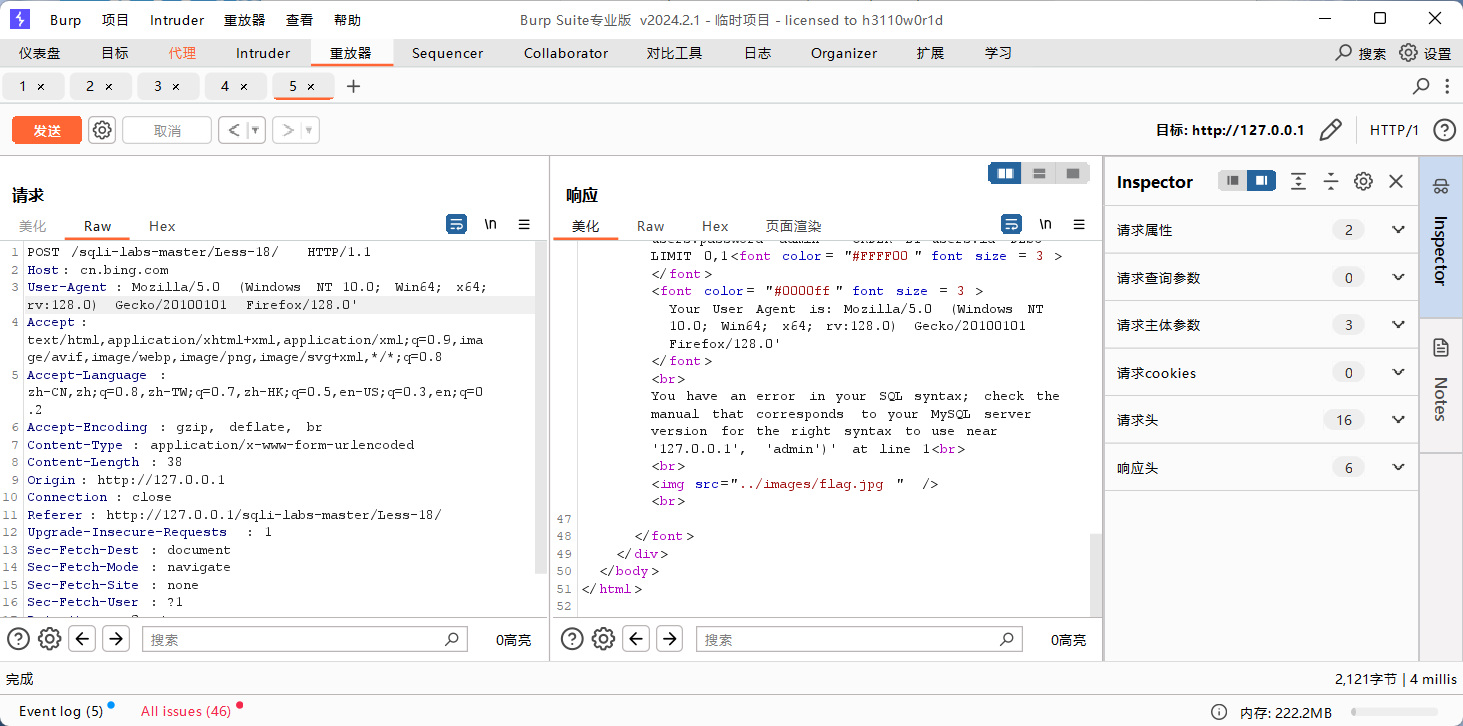 Burp 项目 Intruder 重放器 查看 帮助 Burp Suite专业版 v2024.2.1 - 临时项目 - licensed to h3110w0r1d
仪表盘 目标 代理 Intruder 重放器 Sequencer Collaborator 对比工具 日志 Organizer 扩展 学习 搜索 设置
1 × 2 × 3 × 4 × 5 × +
发送 取消 < > 目标: http://127.0.0.1 HTTP/1 ?
请求
美化 Raw Hex \n
1 POST /sqli-labs-master/Less-18/ HTTP/1.1
2 Host: cn.bing.com
3 User-Agent: Mozilla/5.0 (Windows NT 10.0; Win64; x64;
rv:128.0) Gecko/20100101 Firefox/128.0'
4 Accept:
text/html,application/xhtml+xml,application/xml;q=0.9,ima
ge/avif,image/webp,image/png,image/svg+xml,*/*;q=0.8
5 Accept-Language:
zh-CN,zh;q=0.8,zh-TW;q=0.7,zh-HK;q=0.5,en-US;q=0.3,en;q=0
.2
6 Accept-Encoding: gzip, deflate, br
7 Content-Type: application/x-www-form-urlencoded
8 Content-Length: 38
9 Origin: http://127.0.0.1
10 Connection: close
11 Referer: http://127.0.0.1/sqli-labs-master/Less-18/
12 Upgrade-Insecure-Requests: 1
13 Sec-Fetch-Dest: document
14 Sec-Fetch-Mode: navigate
15 Sec-Fetch-Site: none
16 Sec-Fetch-User: ?1
搜索 0高亮
响应
美化 Raw Hex 页面渲染 \n
LIMIT 0,1<font color= "#FFFF00" font size = 3 >
</font>
<font color= "#0000ff" font size = 3 >
Your User Agent is: Mozilla/5.0 (Windows NT
10.0; Win64; x64; rv:128.0) Gecko/20100101
Firefox/128.0'
</font>
<br>
You have an error in your SQL syntax; check the
manual that corresponds to your MySQL server
version for the right syntax to use near
'127.0.0.1', 'admin')' at line 1<br>
<br>
<img src="../images/flag.jpg " />
<br>
47
48 </font>
49 </div>
50 </body>
51 </html>
52
搜索 0高亮
Inspector
请求属性 2
请求查询参数 0
请求主体参数 3
请求cookies 0
请求头 16
响应头 6
Inspector
Notes
完成 2,121字节 | 4 millis
Event log (5) All issues (46) 内存: 222.2MB